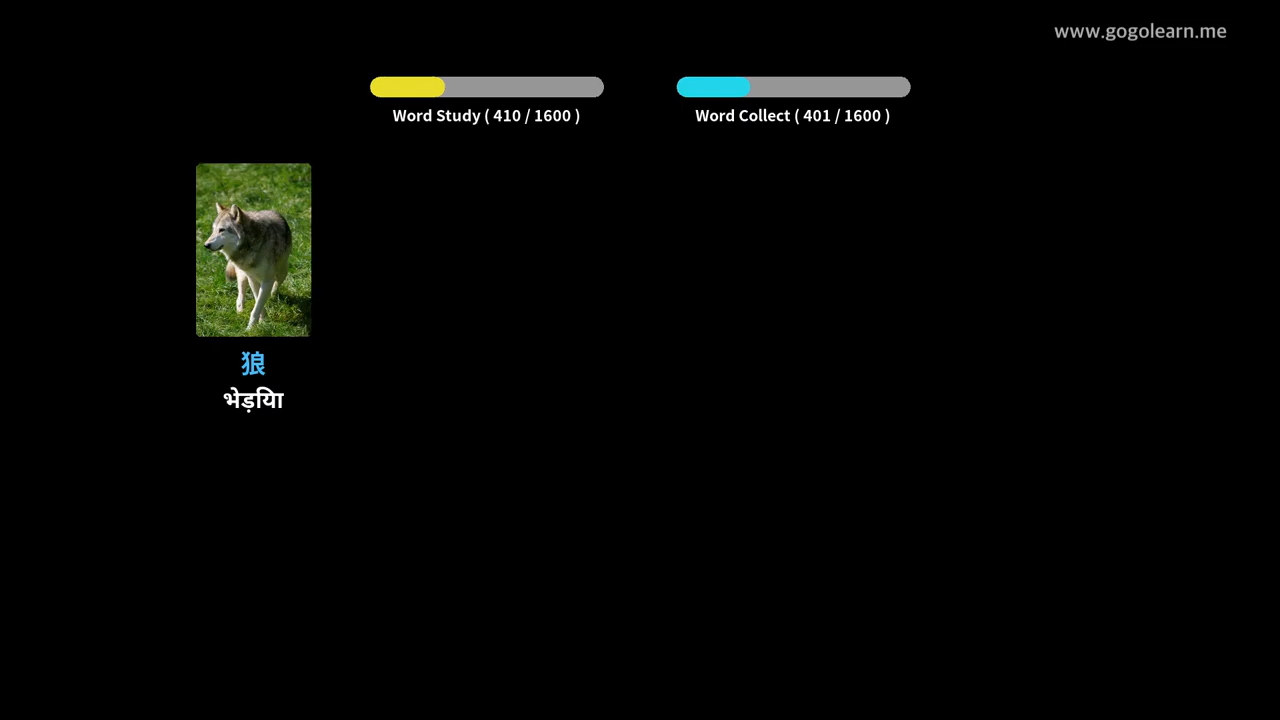 www.gogolearn.me
Word Study ( 410 / 1600 )
Word Collect ( 401 / 1600 )
狼
भेड़िया